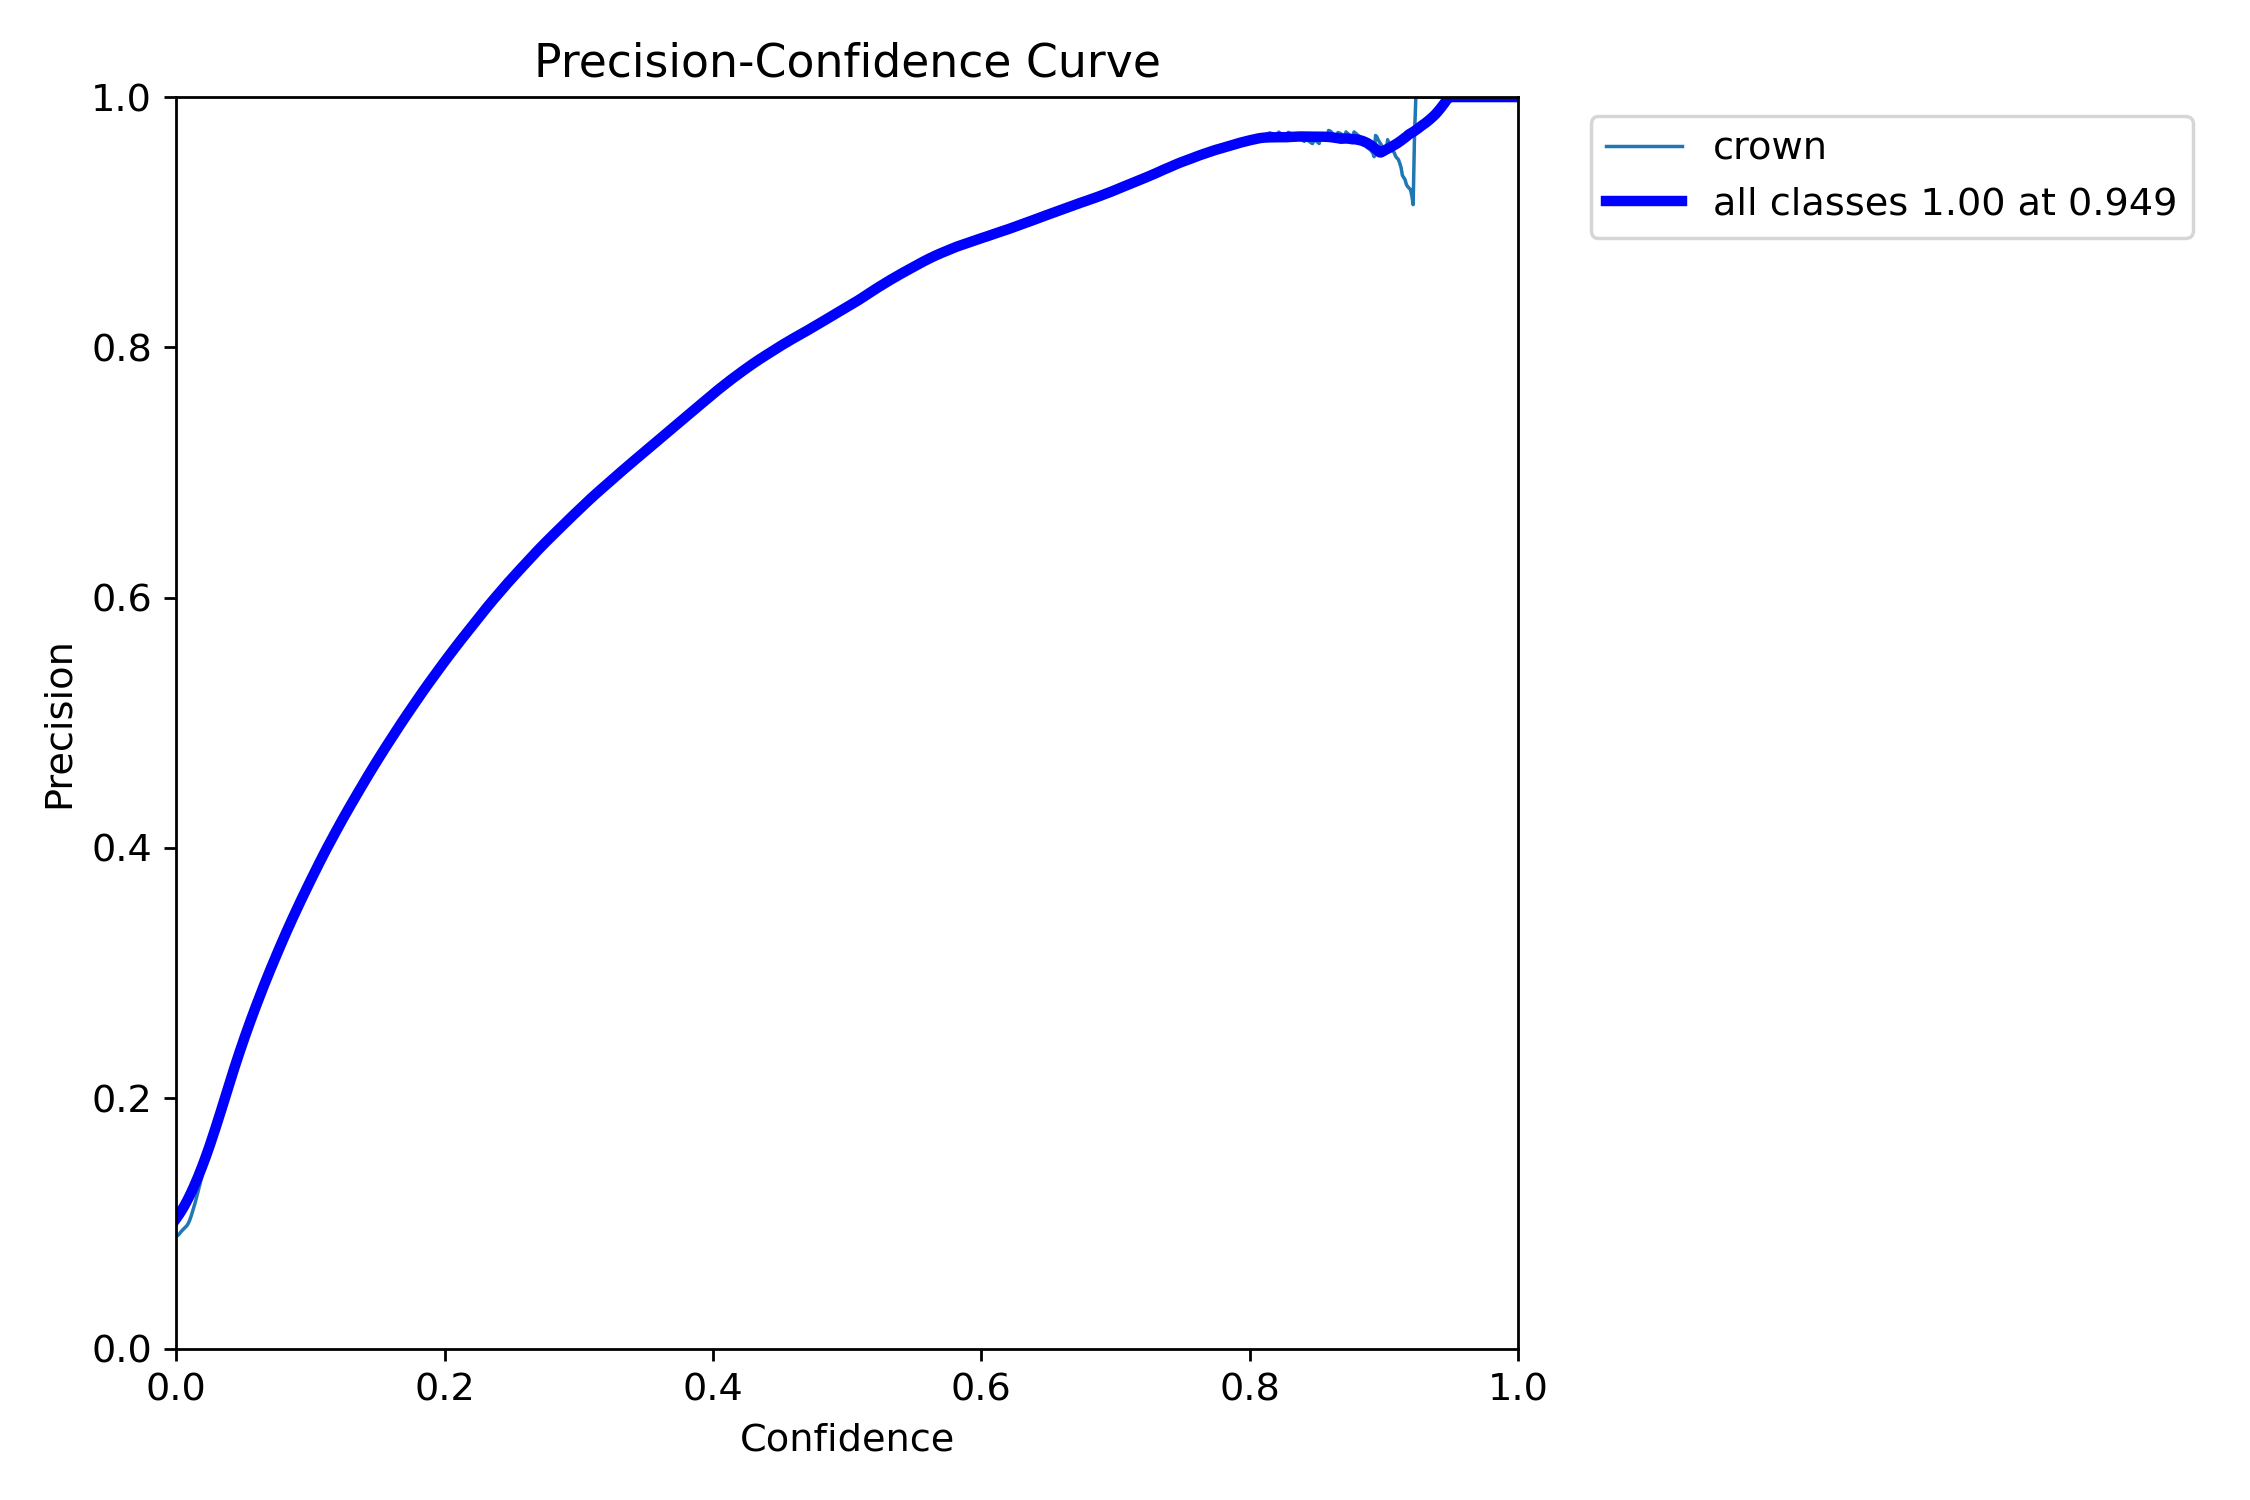 Precision-Confidence Curve
1.0
0.8
0.6
0.4
0.2
0.0
Precision
0.0 0.2 0.4 0.6 0.8 1.0
Confidence
crown
all classes 1.00 at 0.949